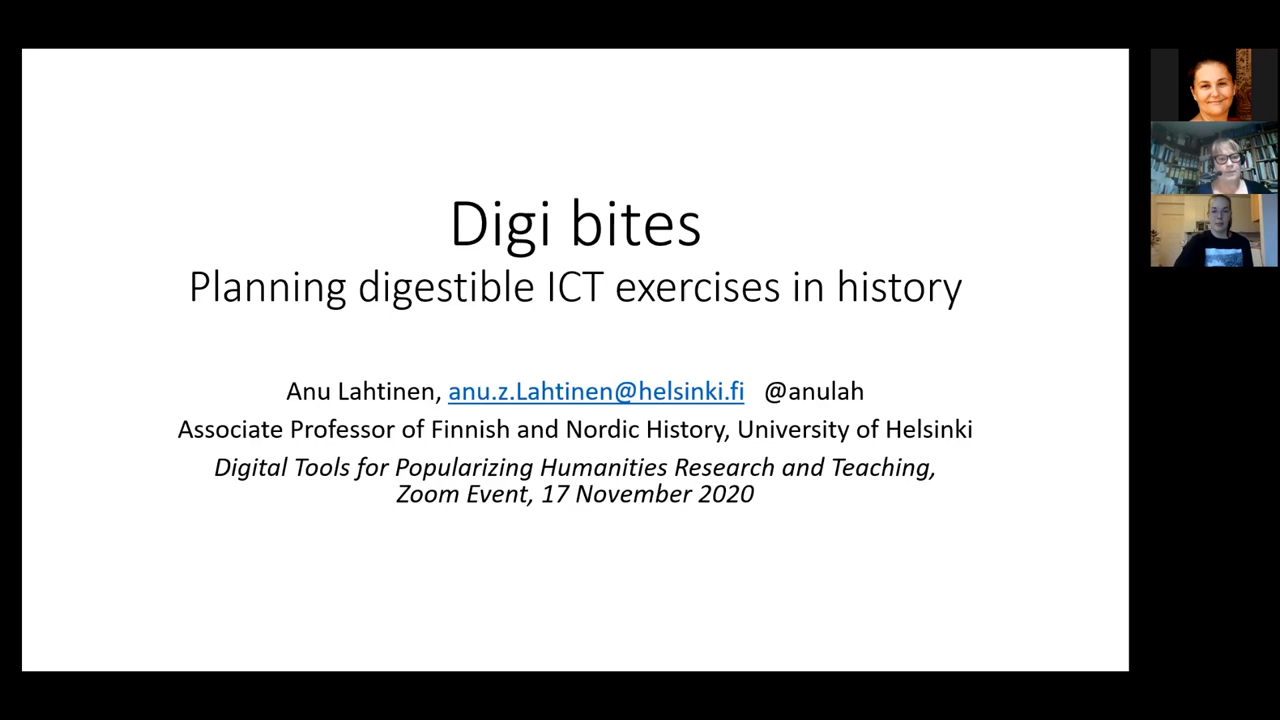 Digi bites
Planning digestible ICT exercises in history
Anu Lahtinen, anu.z.Lahtinen@helsinki.fi @anulah
Associate Professor of Finnish and Nordic History, University of Helsinki
Digital Tools for Popularizing Humanities Research and Teaching,
Zoom Event, 17 November 2020